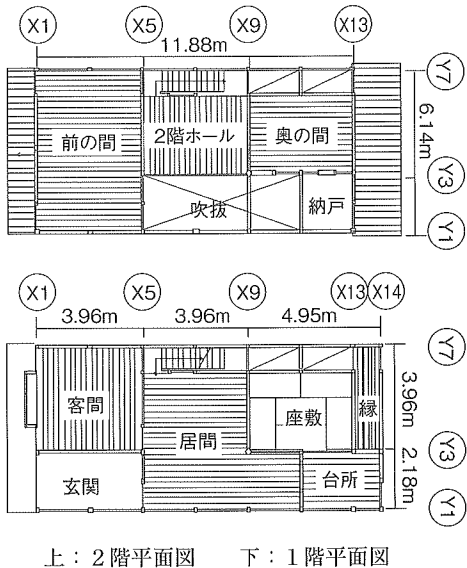 X1 X5 X9 X13
11.88m
Y7
6.14m
前の間 2階ホール 奥の間
Y3
吹抜 納戸
Y1
X1 X5 X9 X13 X14
3.96m 3.96m 4.95m
Y7
客間 座敷 縁 3.96m
居間
Y3
玄関 台所 2.18m
Y1
上：2階平面図 下：1階平面図